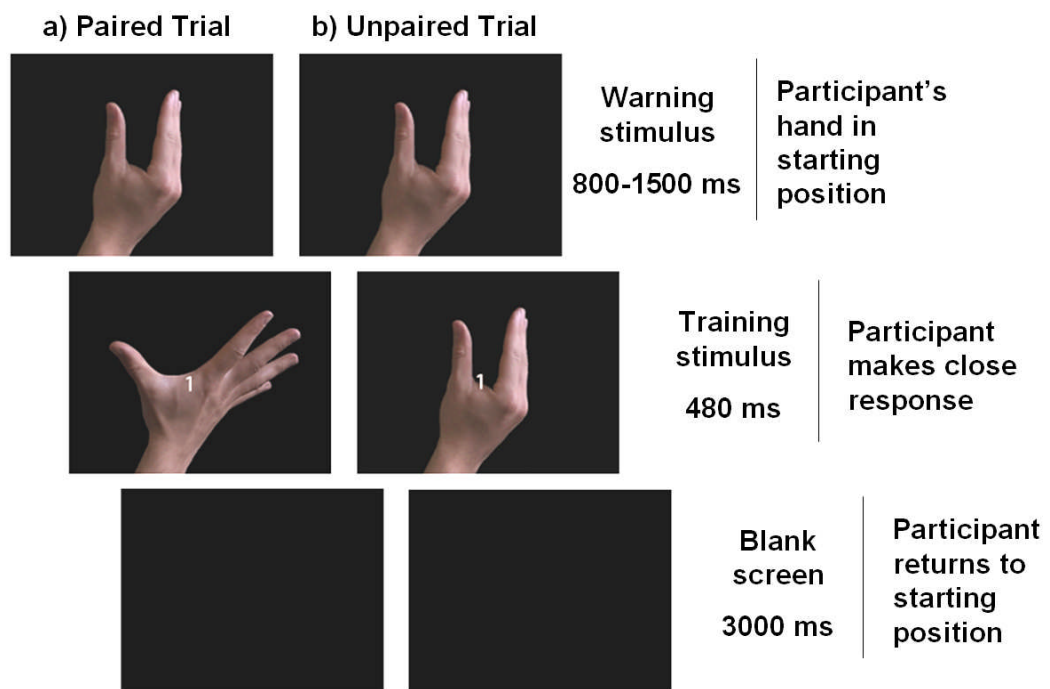 a) Paired Trial
b) Unpaired Trial
Warning
stimulus
800-1500 ms
Participant's
hand in
starting
position
1
1
Training
stimulus
480 ms
Participant
makes close
response
Blank
screen
3000 ms
Participant
returns to
starting
position